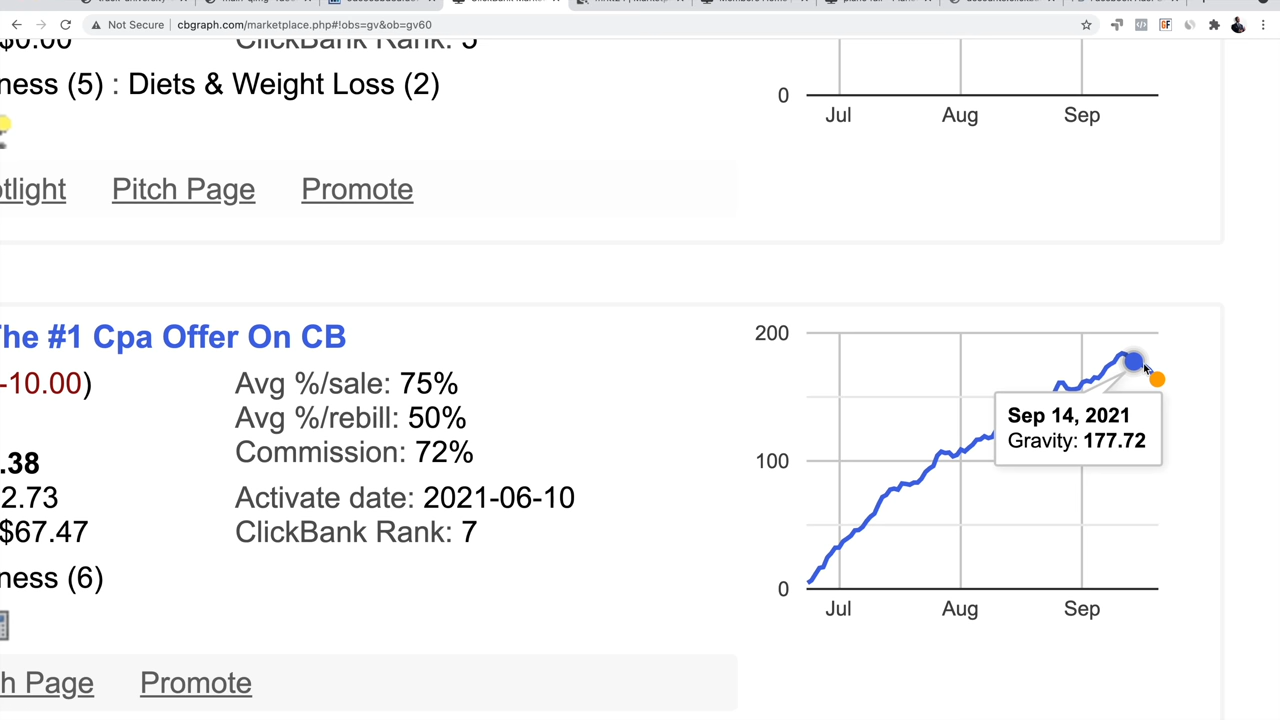 Not Secure | cbgraph.com/marketplace.php#!obs=gv&ob=gv60
$0.00
ClickBank Rank: 5
ness (5) : Diets & Weight Loss (2)
otlight Pitch Page Promote
0
Jul Aug Sep
The #1 Cpa Offer On CB
-10.00)
Avg %/sale: 75%
Avg %/rebill: 50%
.38
Commission: 72%
2.73
Activate date: 2021-06-10
$67.47
ClickBank Rank: 7
ness (6)
h Page Promote
200
100
0
Sep 14, 2021
Gravity: 177.72
Jul Aug Sep